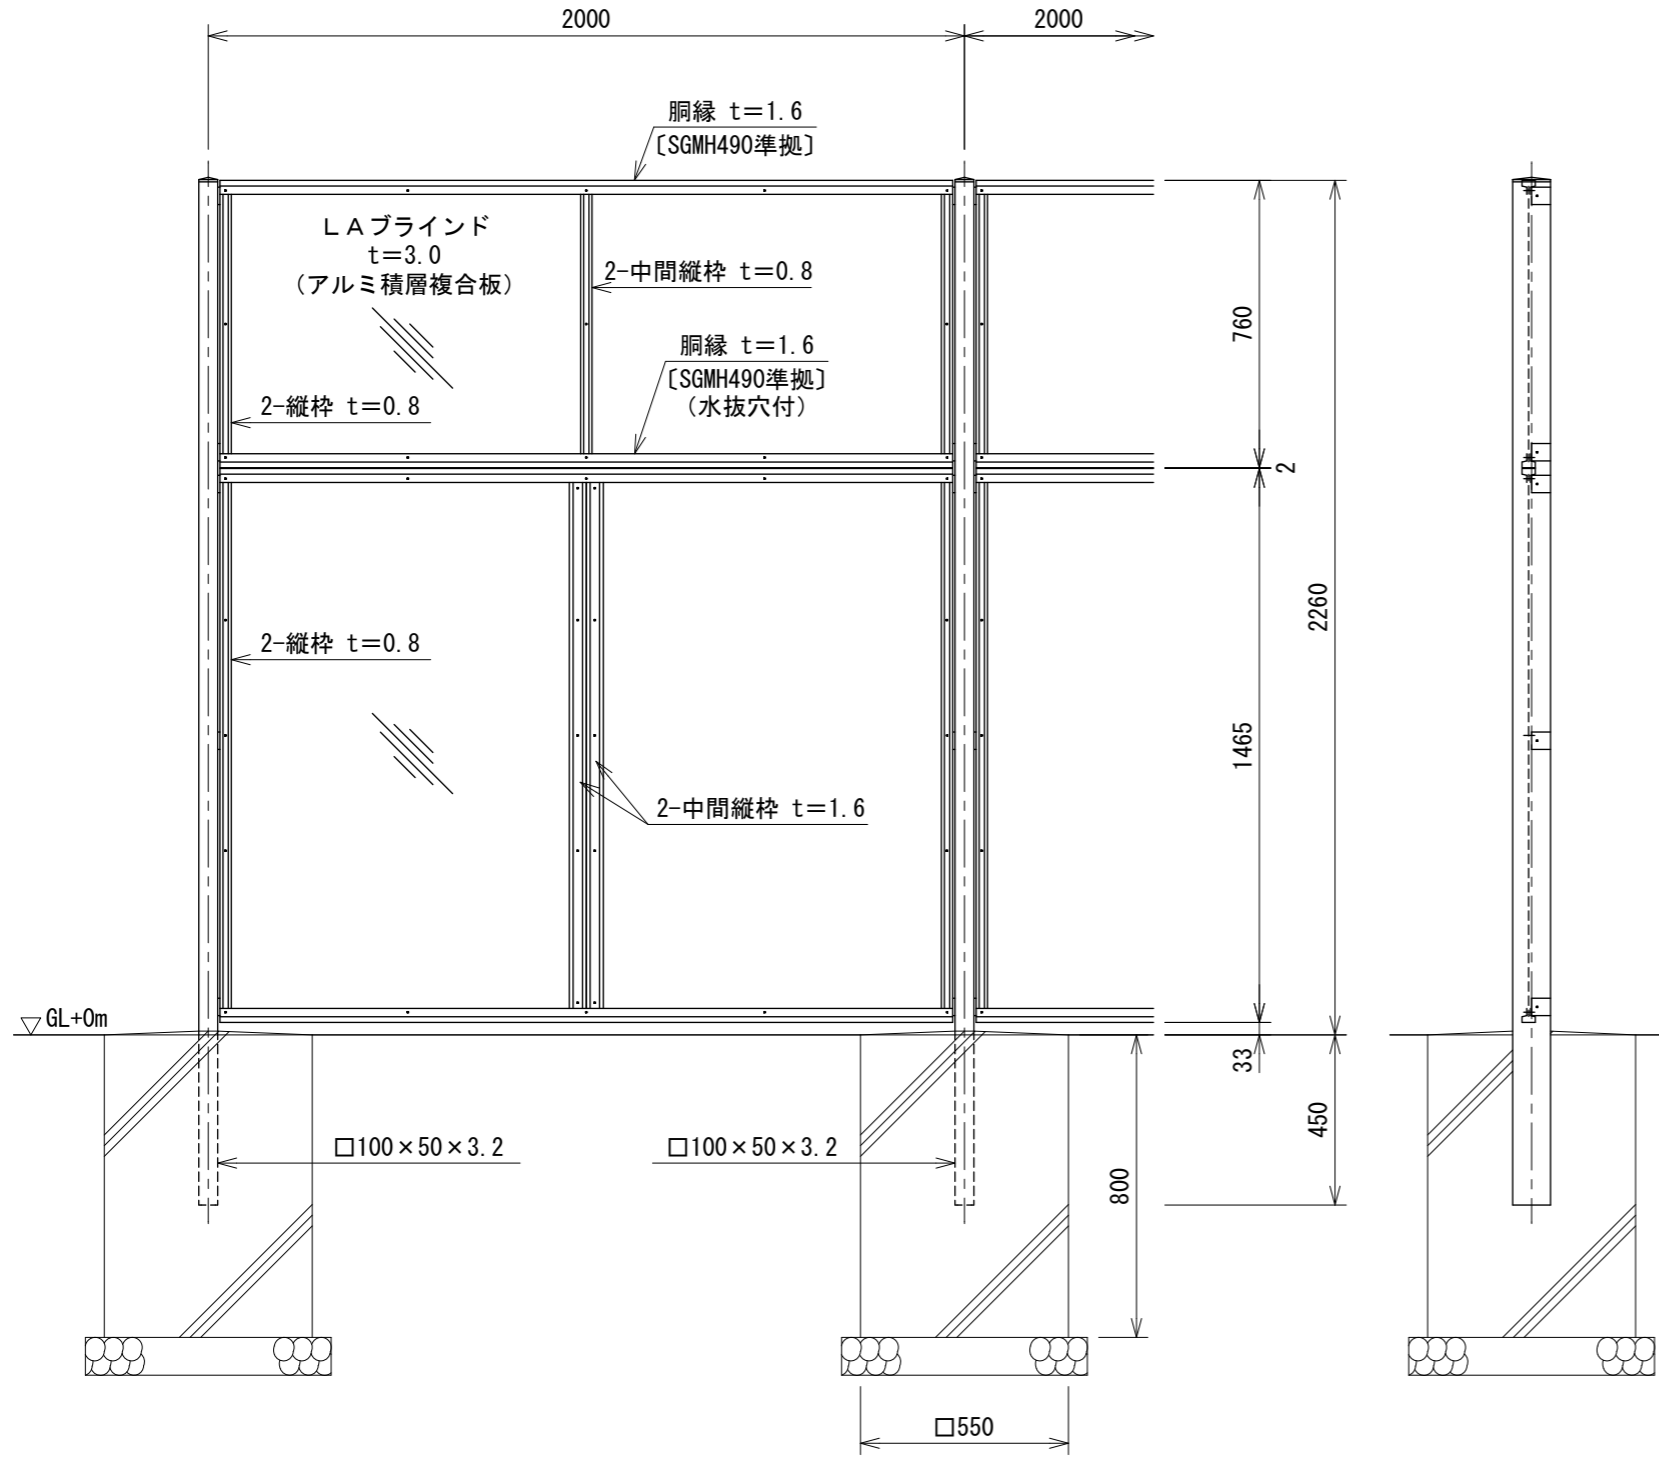 2000
2000
胴縁 t=1.6
〔SGMH490準拠〕
LAブラインド
t=3.0
(アルミ積層複合板)
2-中間縦枠 t=0.8
胴縁 t=1.6
〔SGMH490準拠〕
(水抜穴付)
2-縦枠 t=0.8
760
2
2260
2-縦枠 t=0.8
1465
2-中間縦枠 t=1.6
GL+0m
33
450
□100×50×3.2
□100×50×3.2
800
□550